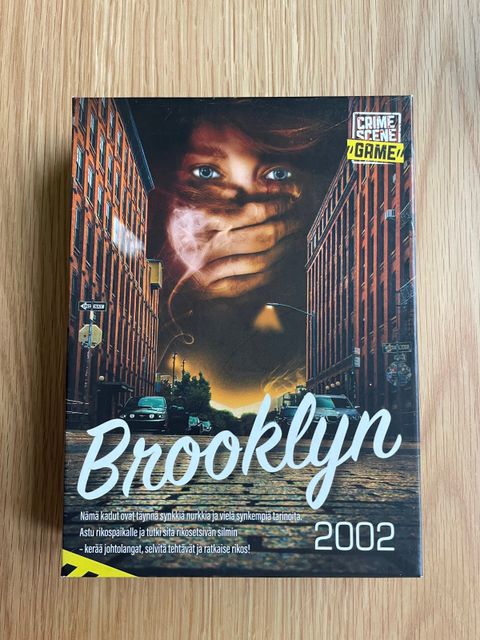 CRIME
SCENE
GAME
Brooklyn
Nämä kadut ovat täynnä synkkiä nurkkia ja vielä synkempiä tarinoita.
Astu rikospaikalle ja tutki sitä rikosetsivän silmin
– kerää johtolangat, selvitä tehtävät ja ratkaise rikos!
2002